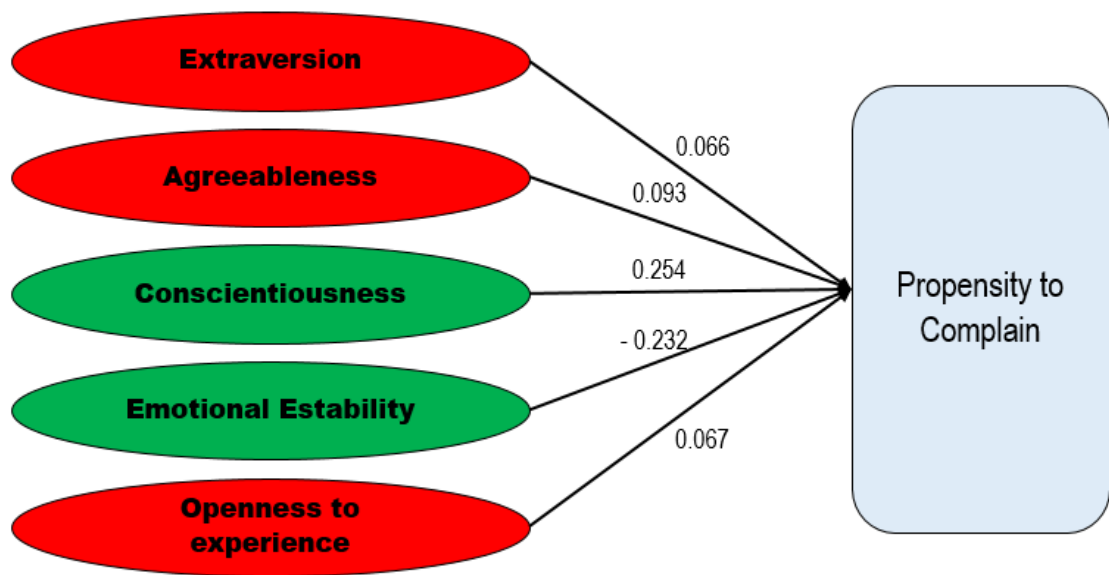 Extraversion
0.066
Agreeableness
0.093
Conscientiousness
0.254
Propensity to
Complain
- 0.232
Emotional Estability
0.067
Openness to
experience